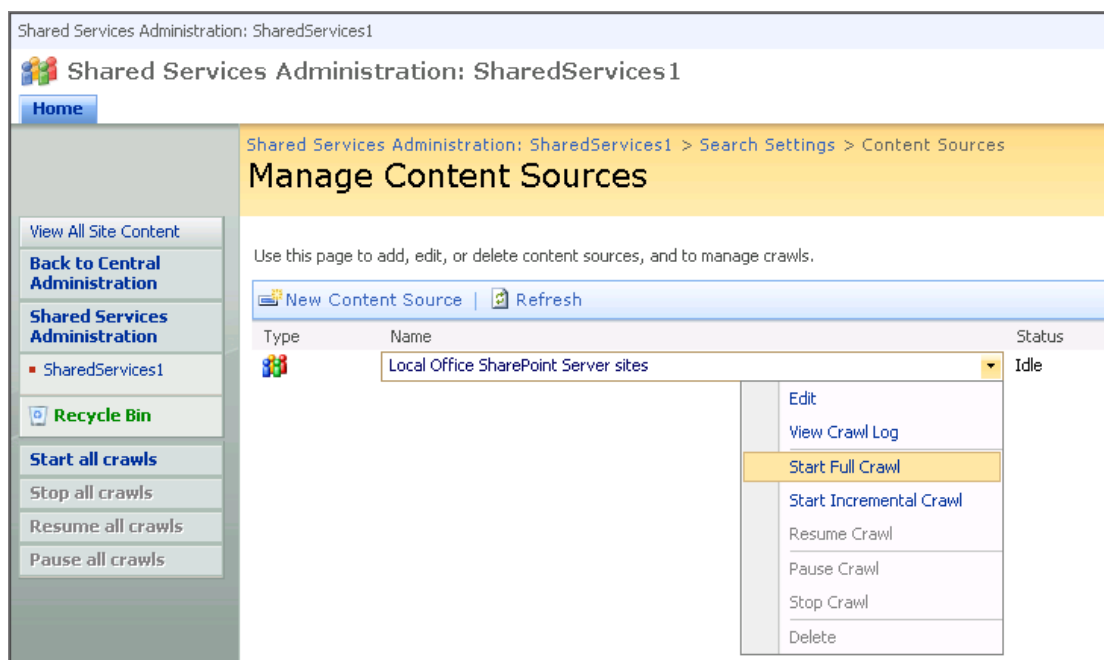 Shared Services Administration: SharedServices1
Shared Services Administration: SharedServices1
Home
Shared Services Administration: SharedServices1 > Search Settings > Content Sources
Manage Content Sources
View All Site Content
Back to Central
Administration
Shared Services
Administration
SharedServices1
Recycle Bin
Start all crawls
Stop all crawls
Resume all crawls
Pause all crawls
Use this page to add, edit, or delete content sources, and to manage crawls.
New Content Source | Refresh
Type Name Status
Local Office SharePoint Server sites Idle
Edit
View Crawl Log
Start Full Crawl
Start Incremental Crawl
Resume Crawl
Pause Crawl
Stop Crawl
Delete